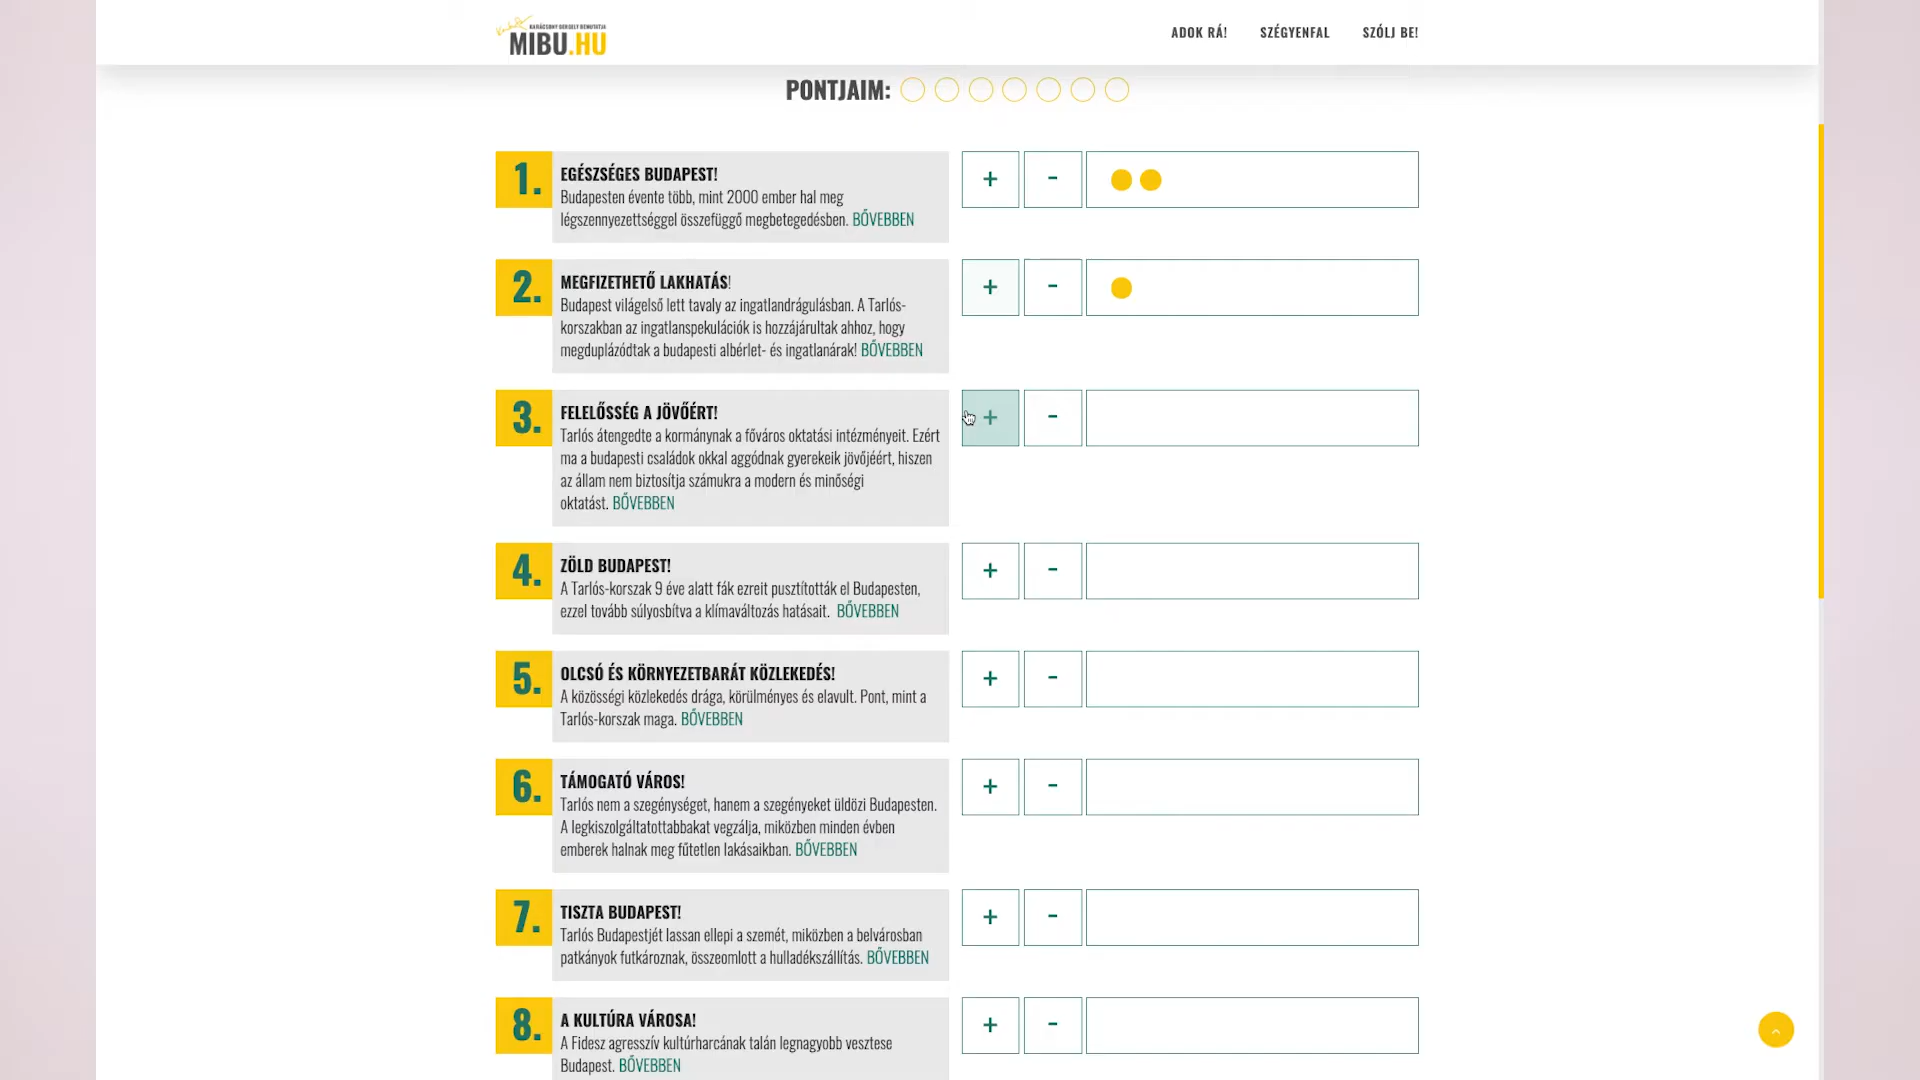 KARÁCSONY GERGELY BEMUTATJA
MIBU.HU
ADOK RÁ!
SZÉGYENFAL
SZÓLJ BE!
PONTJAIM:
1.
EGÉSZSÉGES BUDAPEST!
Budapesten évente több, mint 2000 ember hal meg
légszennyezettséggel összefüggő megbetegedésben. BŐVEBBEN
+
-
2.
MEGFIZETHETŐ LAKHATÁS!
Budapest világelső lett tavaly az ingatlandrágulásban. A Tarlós-
korszakban az ingatlanspekulációk is hozzájárultak ahhoz, hogy
megduplázódtak a budapesti albérlet- és ingatlanárak! BŐVEBBEN
+
-
3.
FELELŐSSÉG A JÖVŐÉRT!
Tarlós átengedte a kormánynak a főváros oktatási intézményeit. Ezért
ma a budapesti családok okkal aggódnak gyerekeik jövőjéért, hiszen
az állam nem biztosítja számukra a modern és minőségi
oktatást. BŐVEBBEN
+
-
4.
ZÖLD BUDAPEST!
A Tarlós-korszak 9 éve alatt fák ezreit pusztították el Budapesten,
ezzel tovább súlyosbítva a klímaváltozás hatásait. BŐVEBBEN
+
-
5.
OLCSÓ ÉS KÖRNYEZETBARÁT KÖZLEKEDÉS!
A közösségi közlekedés drága, körülményes és elavult. Pont, mint a
Tarlós-korszak maga. BŐVEBBEN
+
-
6.
TÁMOGATÓ VÁROS!
Tarlós nem a szegénységet, hanem a szegényeket üldözi Budapesten.
A legkiszolgáltatottabbakat vegzálja, miközben minden évben
emberek halnak meg fűtetlen lakásaikban. BŐVEBBEN
+
-
7.
TISZTA BUDAPEST!
Tarlós Budapestjét lassan ellepi a szemét, miközben a belvárosban
patkányok futkároznak, összeomlott a hulladékszállítás. BŐVEBBEN
+
-
8.
A KULTÚRA VÁROSA!
A Fidesz agresszív kultúrharcának talán legnagyobb vesztese
Budapest. BŐVEBBEN
+
-